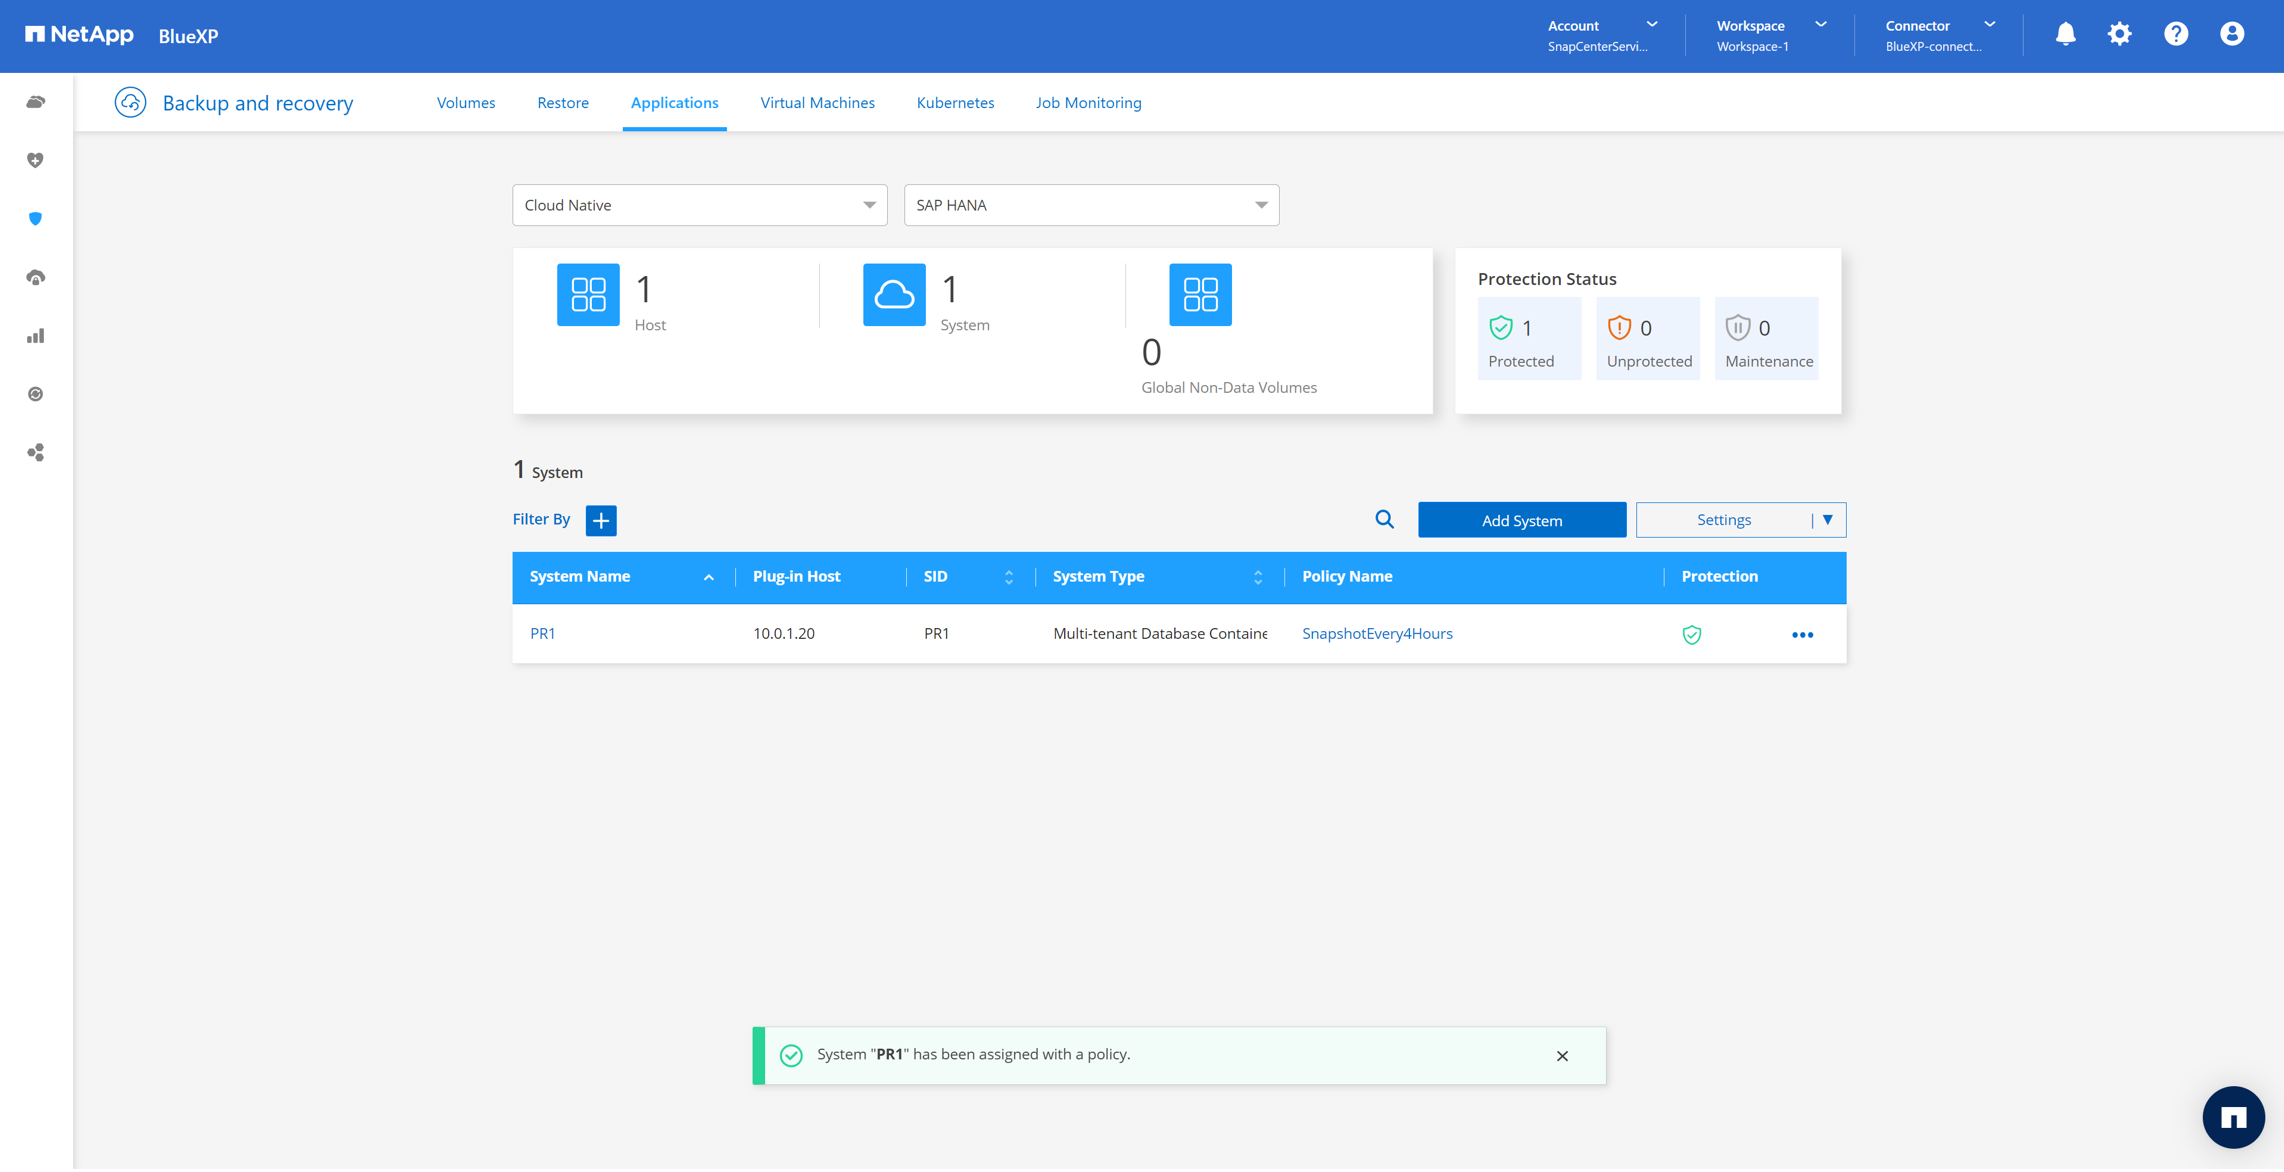 NetApp BlueXP
Account
SnapCenterServi...
Workspace
Workspace-1
Connector
BlueXP-connect...
Backup and recovery
Volumes Restore Applications Virtual Machines Kubernetes Job Monitoring
Cloud Native SAP HANA
1
Host
1
System
0
Global Non-Data Volumes
Protection Status
1
Protected
0
Unprotected
0
Maintenance
1 System
Filter By
Add System Settings
System Name Plug-in Host SID System Type Policy Name Protection
PR1 10.0.1.20 PR1 Multi-tenant Database Containe SnapshotEvery4Hours
System "PR1" has been assigned with a policy.